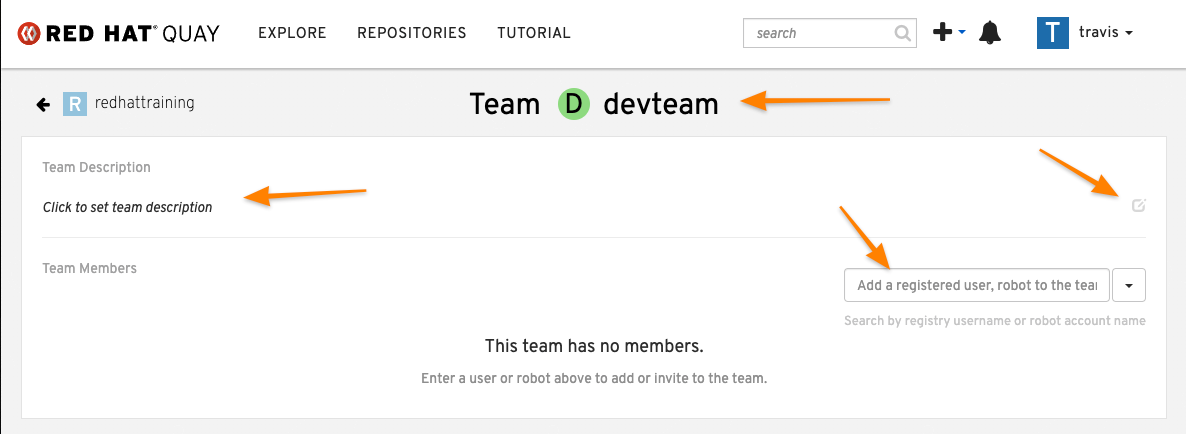 RED HAT® QUAY EXPLORE REPOSITORIES TUTORIAL search T travis
R redhattraining Team D devteam
Team Description
Click to set team description
Team Members
Add a registered user, robot to the tea
Search by registry username or robot account name
This team has no members.
Enter a user or robot above to add or invite to the team.